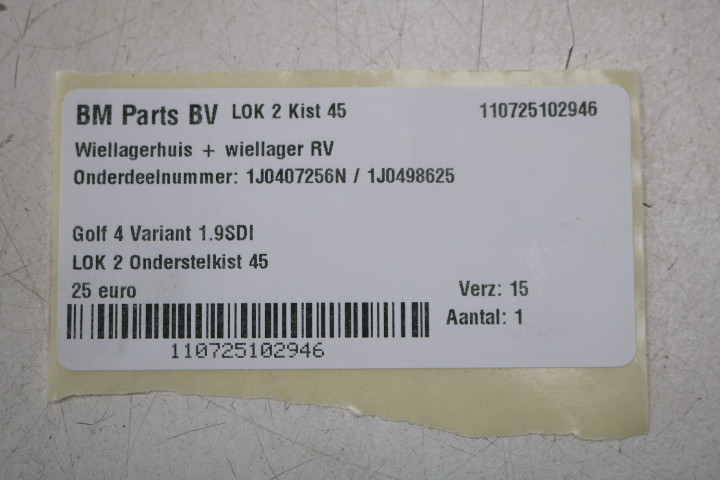 BM Parts BV LOK 2 Kist 45 110725102946
Wiellagerhuis + wiellager RV
Onderdeelnummer: 1J0407256N / 1J0498625
Golf 4 Variant 1.9SDI
LOK 2 Onderstelkist 45
25 euro Verz: 15
Aantal: 1
110725102946